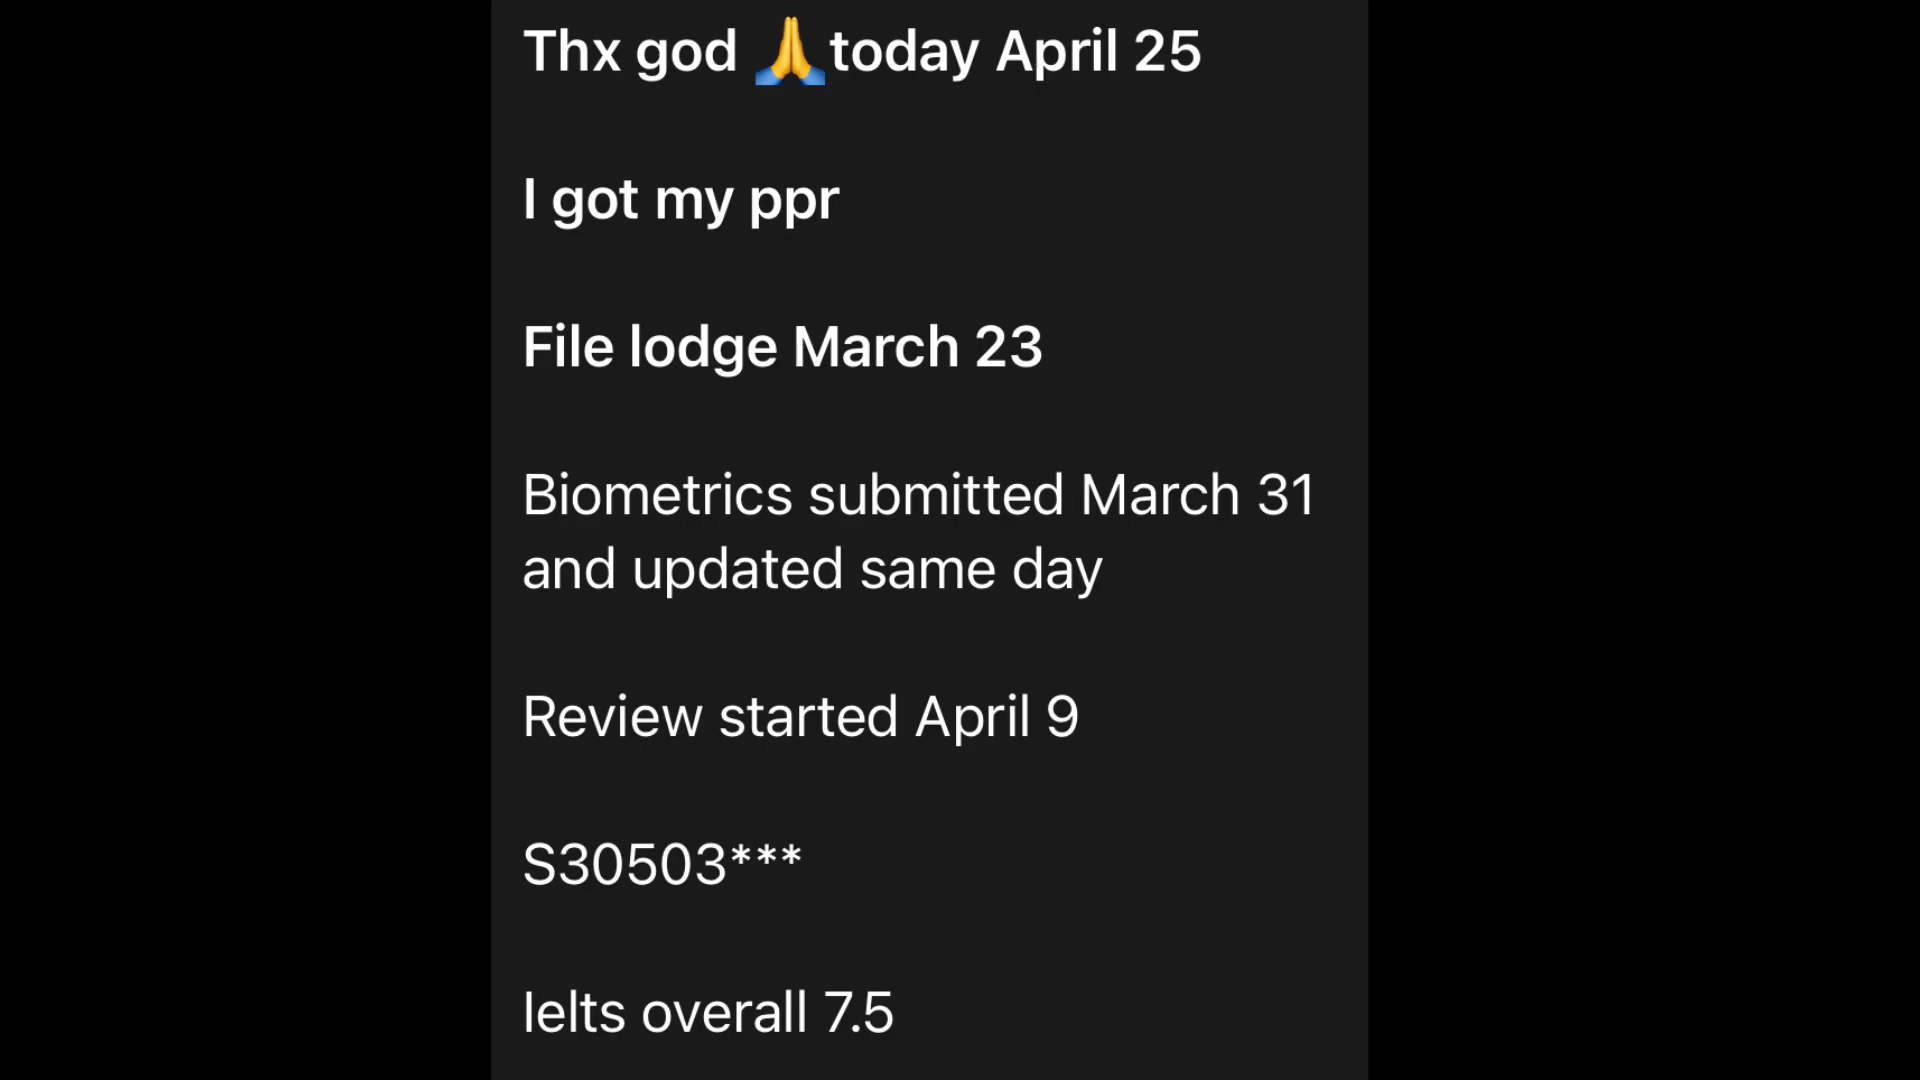 Thx god 🙏today April 25
I got my ppr
File lodge March 23
Biometrics submitted March 31
and updated same day
Review started April 9
S30503***
Ielts overall 7.5